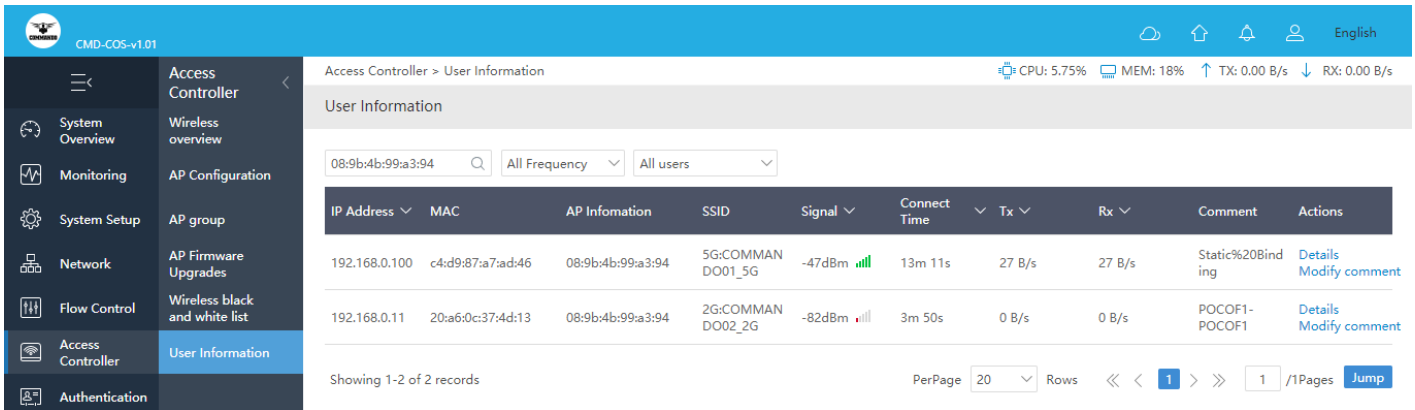 COMMANDO
CMD-COS-v1.01
English
Access Controller
Access Controller > User Information
CPU: 5.75% MEM: 18% TX: 0.00 B/s RX: 0.00 B/s
User Information
System Overview
Monitoring
System Setup
Network
Flow Control
Access Controller
Authentication
Wireless overview
AP Configuration
AP group
AP Firmware Upgrades
Wireless black and white list
User Information
08:9b:4b:99:a3:94 All Frequency All users
IP Address MAC AP Infomation SSID Signal Connect Time Tx Rx Comment Actions
192.168.0.100 c4:d9:87:a7:ad:46 08:9b:4b:99:a3:94 5G:COMMANDO01_5G -47dBm 13m 11s 27 B/s 27 B/s Static%20Binding Details Modify comment
192.168.0.11 20:a6:0c:37:4d:13 08:9b:4b:99:a3:94 2G:COMMANDO02_2G -82dBm 3m 50s 0 B/s 0 B/s POCOF1-POCOF1 Details Modify comment
Showing 1-2 of 2 records PerPage 20 Rows 1 1 /1Pages Jump